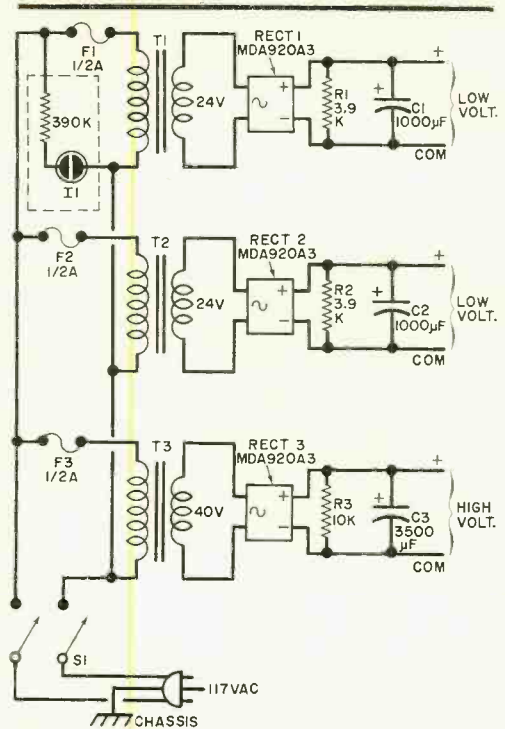 F1
1/2A
T1
RECT 1
MDA920A3
390K
I1
24V
+
−
R1
3.9
K
+
C1
1000µF
+
LOW
VOLT.
COM
F2
1/2A
T2
RECT 2
MDA920A3
24V
+
−
R2
3.9
K
+
C2
1000µF
+
LOW
VOLT.
COM
F3
1/2A
T3
RECT 3
MDA920A3
40V
+
−
R3
10K
+
C3
3500
µF
+
HIGH
VOLT.
COM
S1
117VAC
CHASSIS